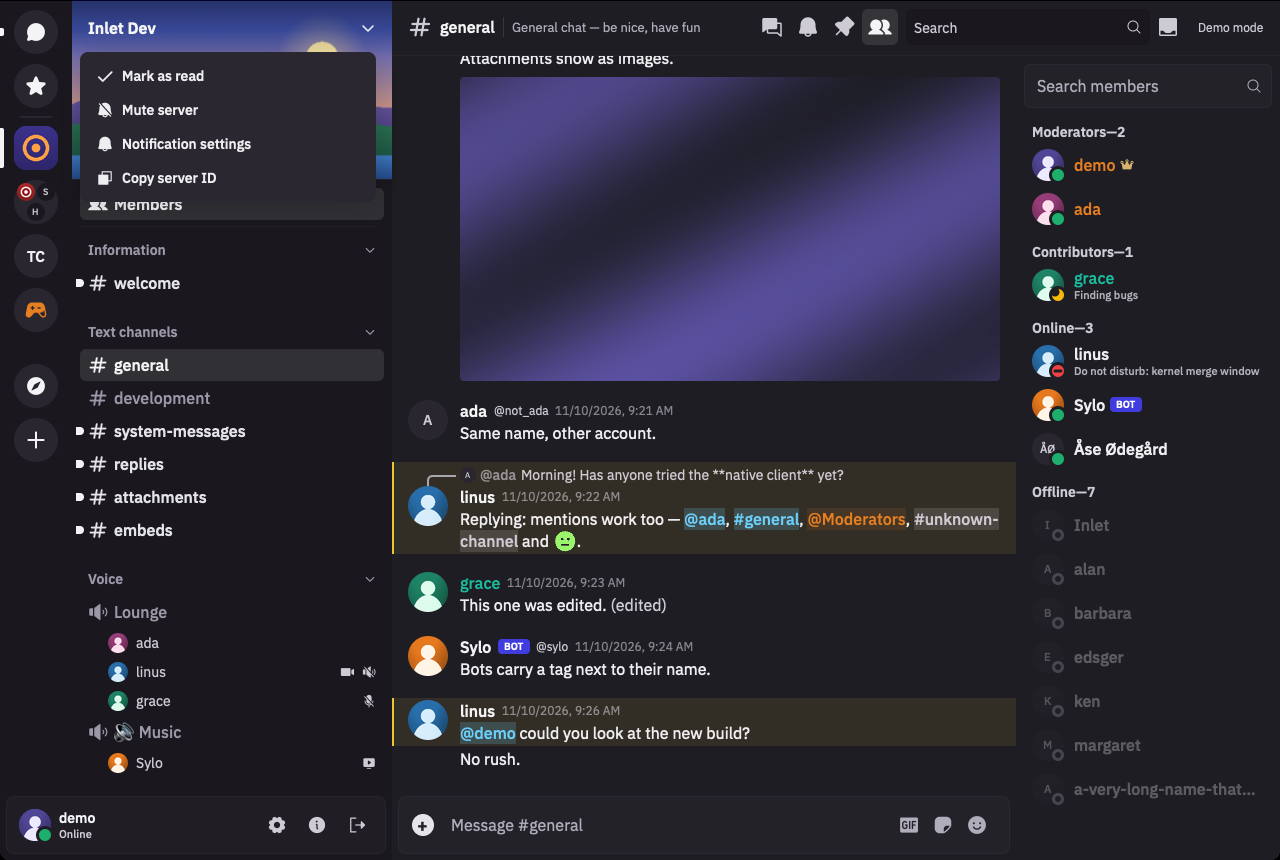 Inlet Dev
Mark as read
Mute server
Notification settings
Copy server ID
Members
Information
# welcome
Text channels
# general
# development
# system-messages
# replies
# attachments
# embeds
Voice
Lounge
ada
linus
grace
Music
Sylo
S
H
TC
demo
Online
# general
General chat — be nice, have fun
Search
Demo mode
Attachments show as images.
A
ada @not_ada 11/10/2026, 9:21 AM
Same name, other account.
A @ada Morning! Has anyone tried the **native client** yet?
linus 11/10/2026, 9:22 AM
Replying: mentions work too — @ada, #general, @Moderators, #unknown-
channel and 😐.
grace 11/10/2026, 9:23 AM
This one was edited. (edited)
Sylo BOT @sylo 11/10/2026, 9:24 AM
Bots carry a tag next to their name.
linus 11/10/2026, 9:26 AM
@demo could you look at the new build?
No rush.
Message #general
GIF
Search members
Moderators—2
demo
ada
Contributors—1
grace
Finding bugs
Online—3
linus
Do not disturb: kernel merge window
Sylo BOT
ÅØ Åse Ødegård
Offline—7
I Inlet
A alan
B barbara
E edsger
K ken
M margaret
A a-very-long-name-that...